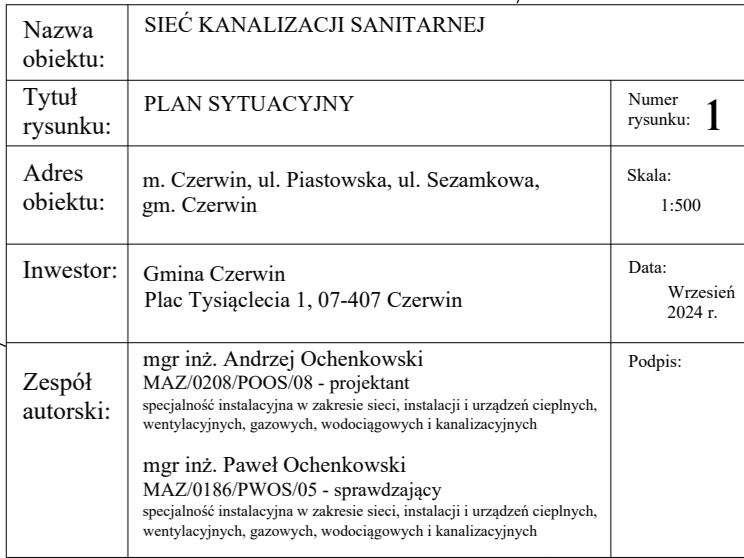 Nazwa
obiektu:
SIEĆ KANALIZACJI SANITARNEJ
Tytuł
rysunku:
PLAN SYTUACYJNY
Numer
rysunku: 1
Adres
obiektu:
m. Czerwin, ul. Piastowska, ul. Sezamkowa,
gm. Czerwin
Skala:
1:500
Inwestor:
Gmina Czerwin
Plac Tysiąclecia 1, 07-407 Czerwin
Data:
Wrzesień
2024 r.
Zespół
autorski:
mgr inż. Andrzej Ochenkowski
MAZ/0208/POOS/08 - projektant
specjalność instalacyjna w zakresie sieci, instalacji i urządzeń cieplnych,
wentylacyjnych, gazowych, wodociągowych i kanalizacyjnych
mgr inż. Paweł Ochenkowski
MAZ/0186/PWOS/05 - sprawdzający
specjalność instalacyjna w zakresie sieci, instalacji i urządzeń cieplnych,
wentylacyjnych, gazowych, wodociągowych i kanalizacyjnych
Podpis: